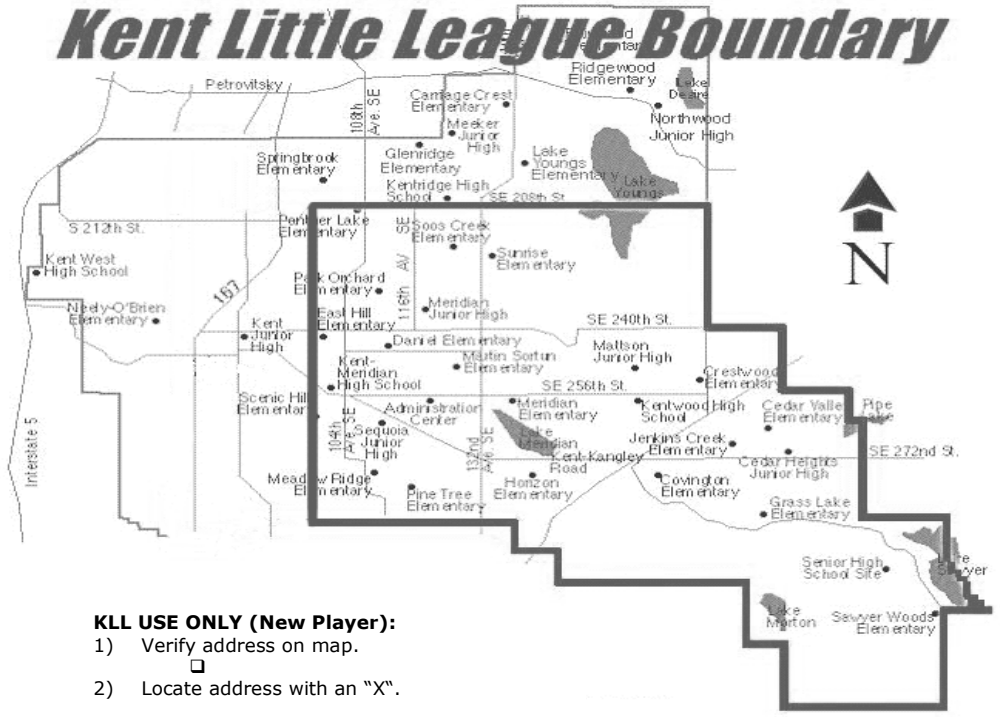 Kent Little League Boundary
Ridgewood
Elementary
Lake
Desire
Petrovitsky
Carriage Crest
Elementary
108th
Ave. SE
Meeker
Junior
High
Northwood
Junior High
Glenridge
Elementary
Springbrook
Elementary
Lake
Youngs
Elementary
Lake
Youngs
Kentridge High
School
SE 208th St.
S 212th St.
Panther Lake
Elementary
Soos Creek
Elementary
116th AV SE
Sunrise
Elementary
N
Kent West
High School
167
Park Orchard
Elementary
Neely-O'Brien
Elementary
Meridian
Junior High
East Hill
Elementary
Kent
Junior
High
SE 240th St.
Daniel Elementary
Mattson
Junior High
Martin Sortun
Elementary
Kent-
Meridian
High School
Crestwood
Elementary
SE 256th St.
Scenic Hill
Elementary
Administration
Center
Meridian
Elementary
Kentwood High
School
Cedar Valley
Elementary
Pipe
Lake
104th
Ave. SE
Sequoia
Junior
High
132nd
Ave. SE
Lake
Meridian
Jenkins Creek
Elementary
SE 272nd St.
Kent-Kangley
Road
Cedar Heights
Junior High
Interstate 5
Meadow Ridge
Elementary
Pine Tree
Elementary
Horizon
Elementary
Covington
Elementary
Grass Lake
Elementary
Senior High
School Site
Lake
Sawyer
Lake
Morton
Sawyer Woods
Elementary
KLL USE ONLY (New Player):
1) Verify address on map.
❑
2) Locate address with an “X“.